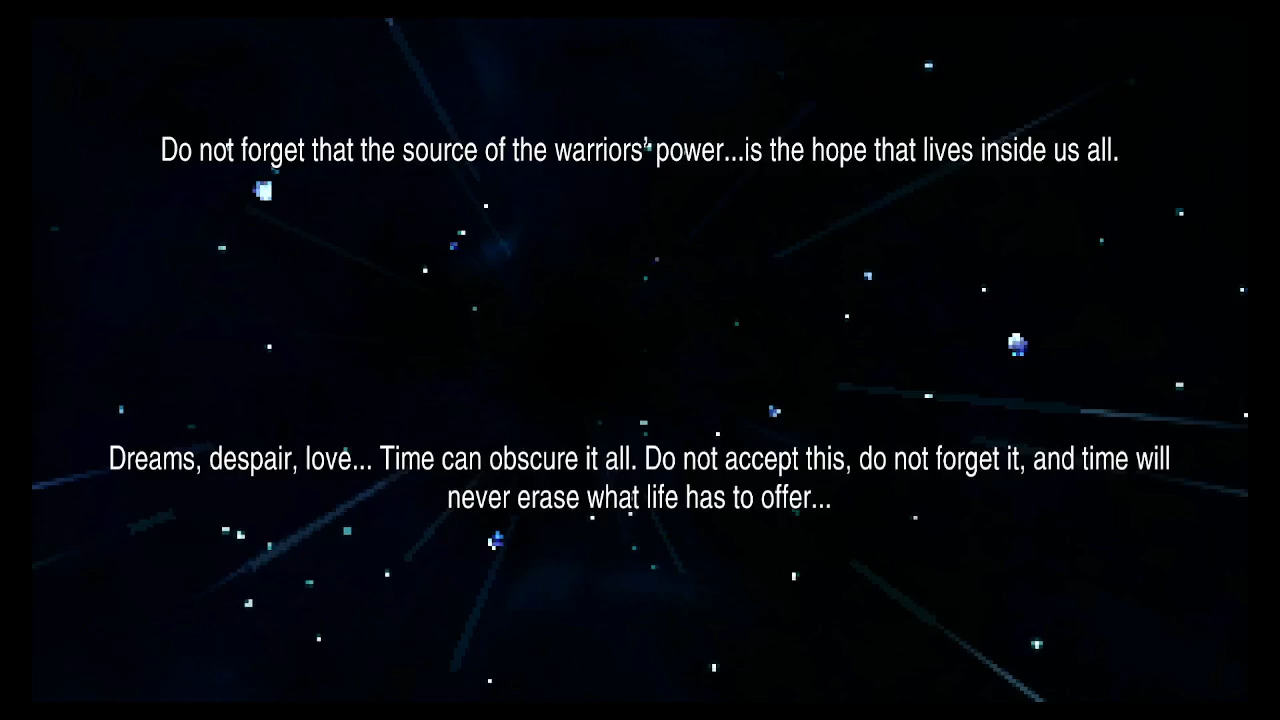 Do not forget that the source of the warriors' power...is the hope that lives inside us all.
Dreams, despair, love... Time can obscure it all. Do not accept this, do not forget it, and time will
never erase what life has to offer...